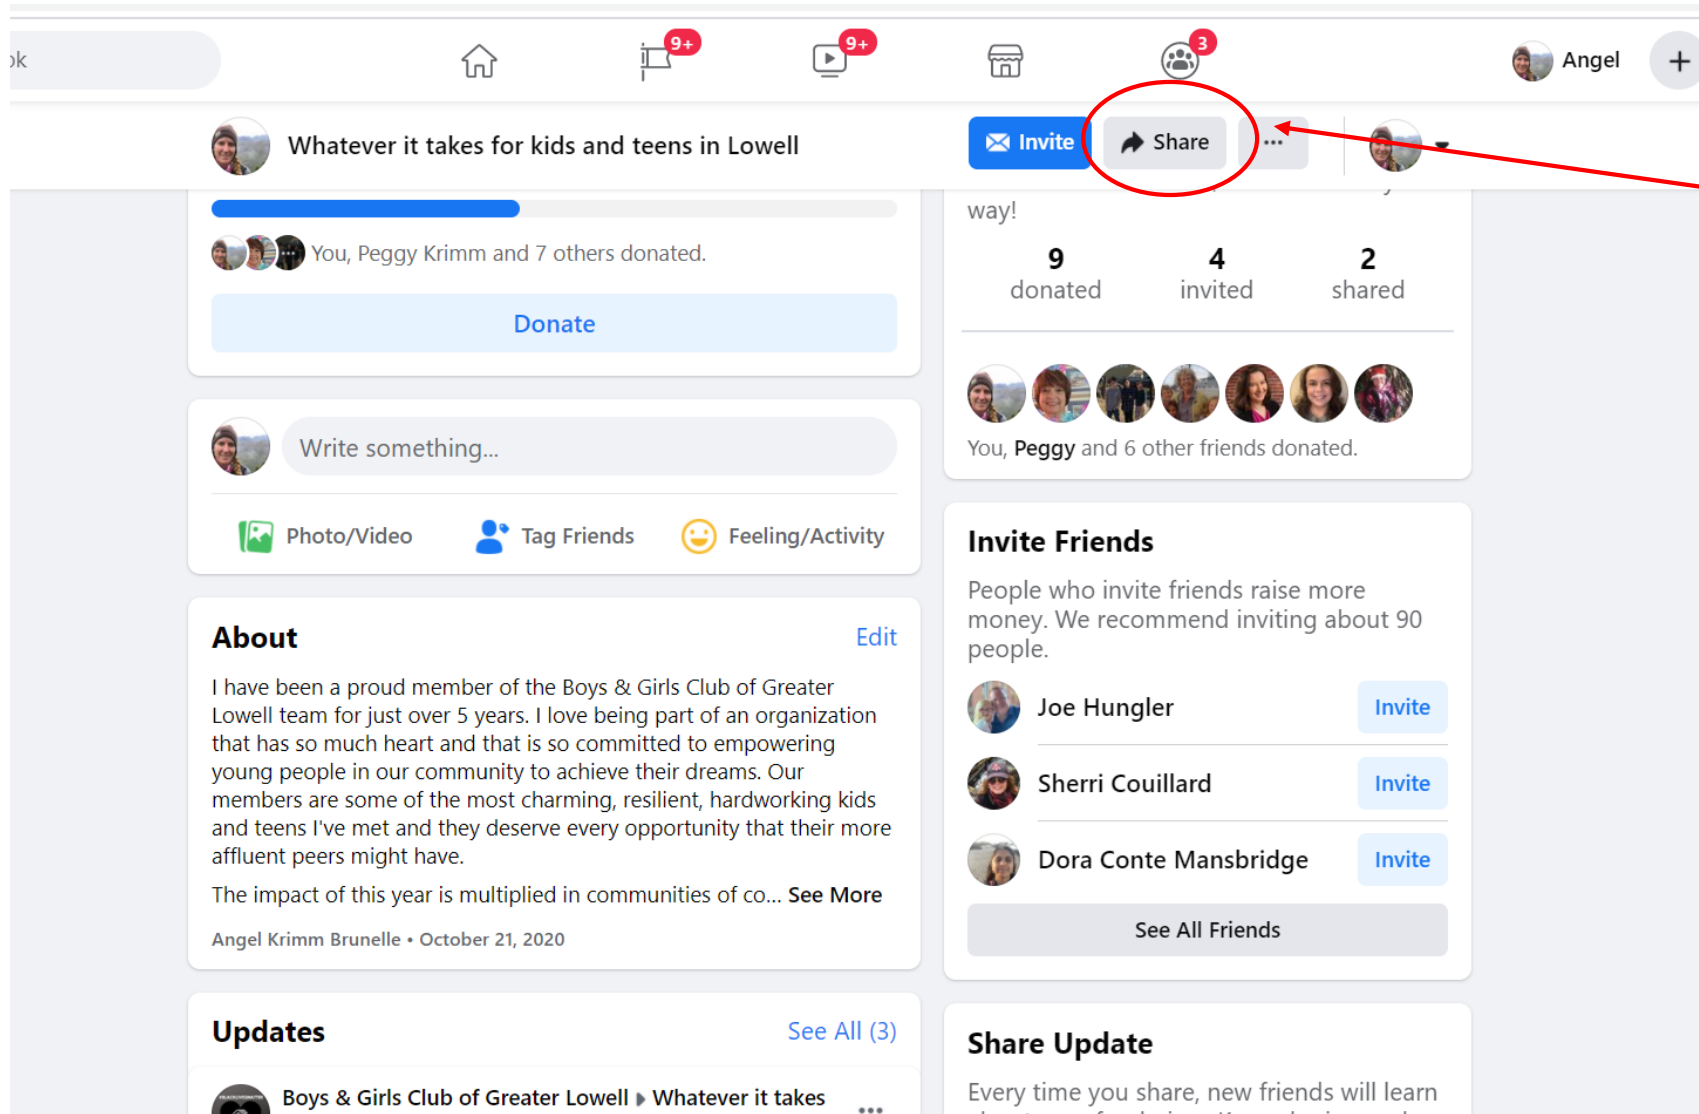 ok
9+
9+
3
Angel
Whatever it takes for kids and teens in Lowell
Invite
Share
You, Peggy Krimm and 7 others donated.
Donate
Write something...
Photo/Video
Tag Friends
Feeling/Activity
About
Edit
I have been a proud member of the Boys & Girls Club of Greater
Lowell team for just over 5 years. I love being part of an organization
that has so much heart and that is so committed to empowering
young people in our community to achieve their dreams. Our
members are some of the most charming, resilient, hardworking kids
and teens I've met and they deserve every opportunity that their more
affluent peers might have.
The impact of this year is multiplied in communities of co... See More
Angel Krimm Brunelle • October 21, 2020
Updates
See All (3)
Boys & Girls Club of Greater Lowell ▸ Whatever it takes
way!
9
donated
4
invited
2
shared
You, Peggy and 6 other friends donated.
Invite Friends
People who invite friends raise more
money. We recommend inviting about 90
people.
Joe Hungler
Invite
Sherri Couillard
Invite
Dora Conte Mansbridge
Invite
See All Friends
Share Update
Every time you share, new friends will learn